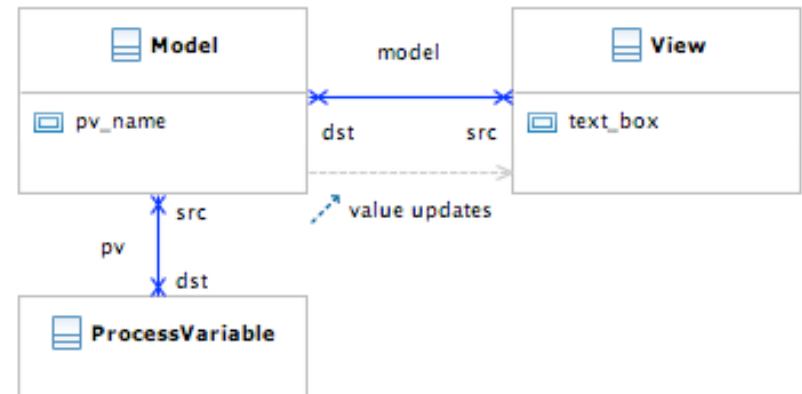 Model
model
View
pv_name
dst
src
text_box
value updates
src
pv
dst
ProcessVariable